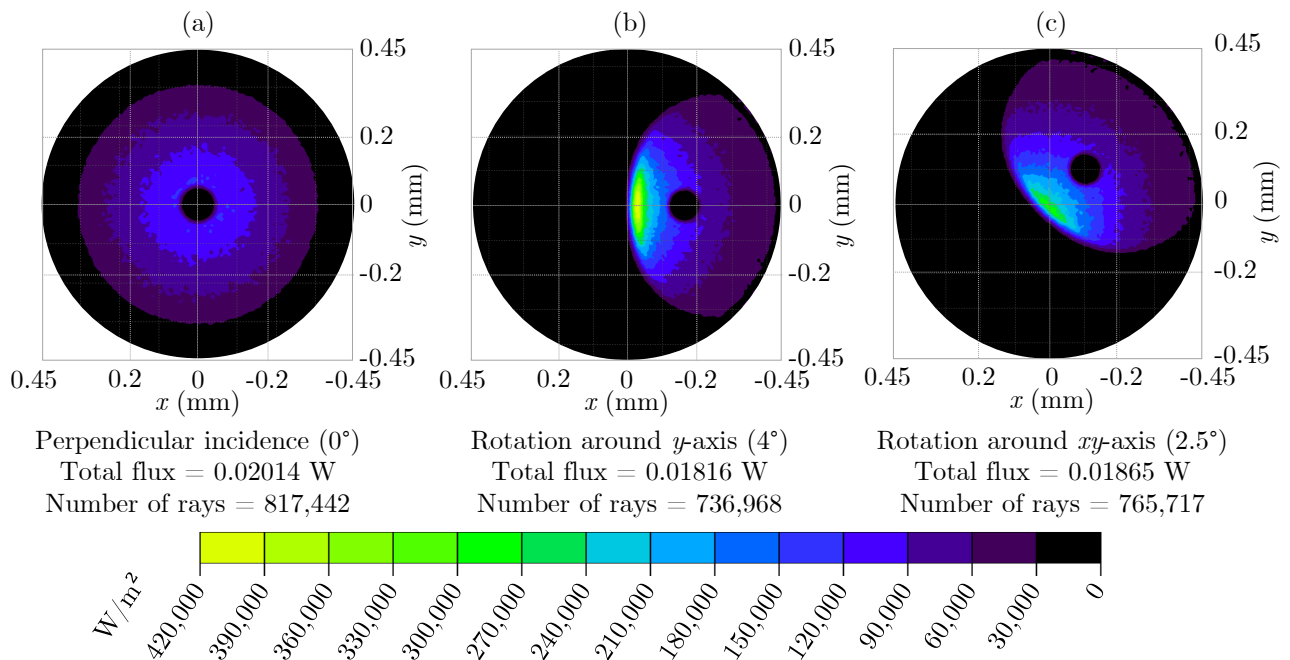 (a)
(b)
(c)
0.45
0.2
0
-0.2
-0.45
y (mm)
0.45 0.2 0 -0.2 -0.45
x (mm)
0.45
0.2
0
-0.2
-0.45
y (mm)
0.45 0.2 0 -0.2 -0.45
x (mm)
0.45
0.2
0
-0.2
-0.45
y (mm)
0.45 0.2 0 -0.2 -0.45
x (mm)
Perpendicular incidence (0°)
Total flux = 0.02014 W
Number of rays = 817,442
Rotation around y-axis (4°)
Total flux = 0.01816 W
Number of rays = 736,968
Rotation around xy-axis (2.5°)
Total flux = 0.01865 W
Number of rays = 765,717
W/m²
420,000
390,000
360,000
330,000
300,000
270,000
240,000
210,000
180,000
150,000
120,000
90,000
60,000
30,000
0